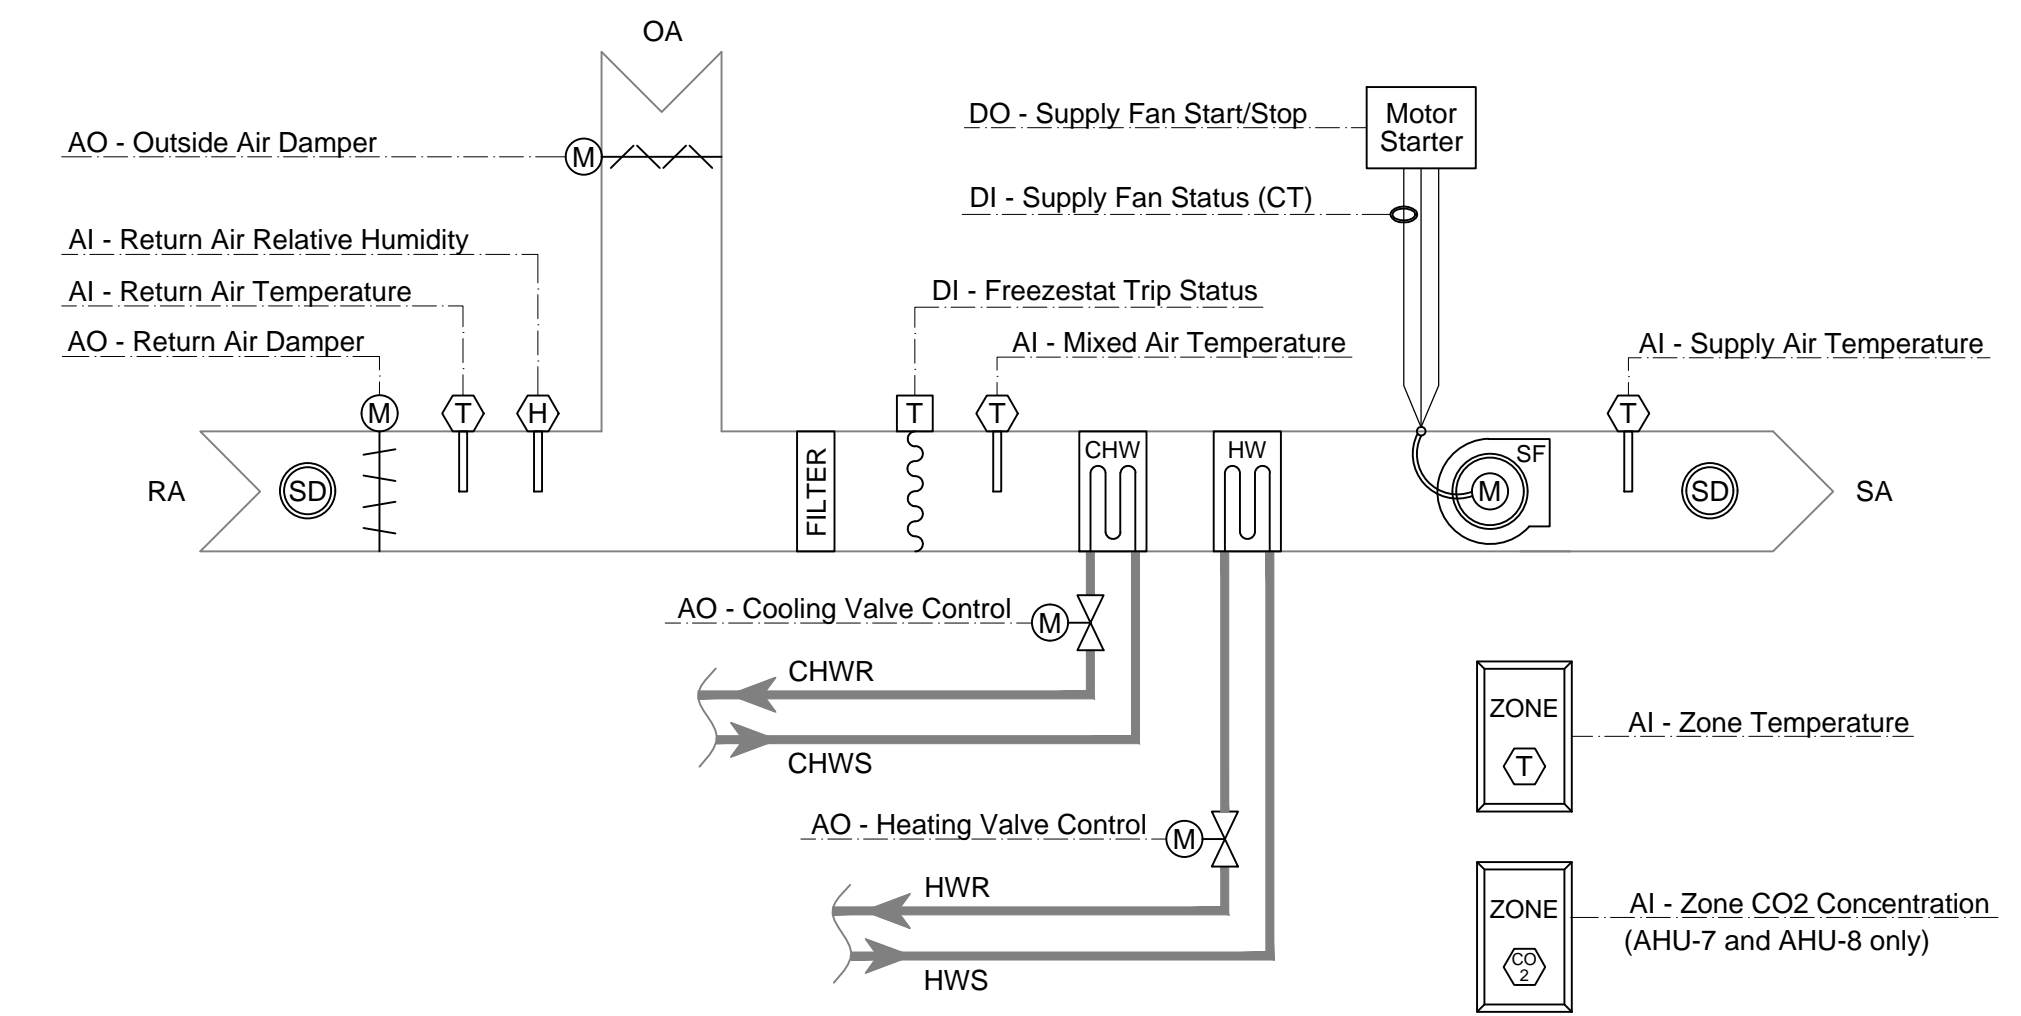 OA
AO - Outside Air Damper
M
DO - Supply Fan Start/Stop
Motor
Starter
DI - Supply Fan Status (CT)
AI - Return Air Relative Humidity
AI - Return Air Temperature
AO - Return Air Damper
DI - Freezestat Trip Status
AI - Mixed Air Temperature
AI - Supply Air Temperature
M
T
H
T
T
T
RA
SD
FILTER
CHW
HW
SF
M
SD
SA
AO - Cooling Valve Control
M
CHWR
CHWS
ZONE
T
AI - Zone Temperature
AO - Heating Valve Control
M
HWR
HWS
ZONE
CO
2
AI - Zone CO2 Concentration
(AHU-7 and AHU-8 only)